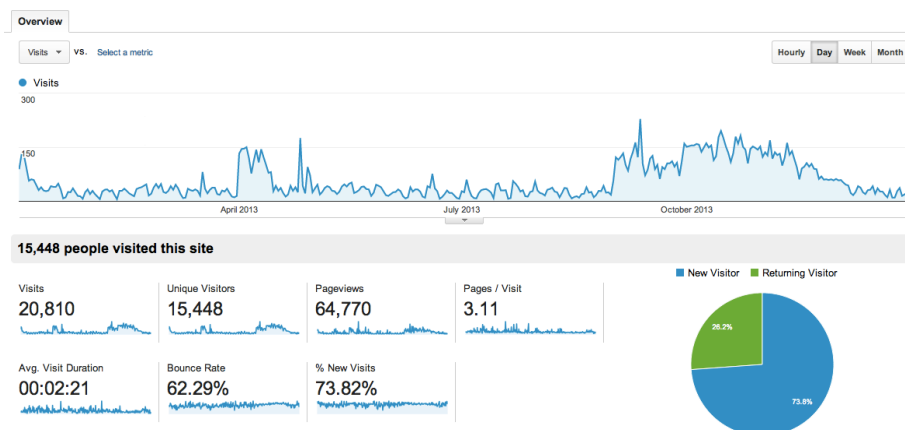 Overview
Visits VS. Select a metric
Hourly Day Week Month
Visits
300
150
April 2013 July 2013 October 2013
15,448 people visited this site
New Visitor Returning Visitor
Visits Unique Visitors Pageviews Pages / Visit
20,810 15,448 64,770 3.11
Avg. Visit Duration Bounce Rate % New Visits
00:02:21 62.29% 73.82%
26.2%
73.8%